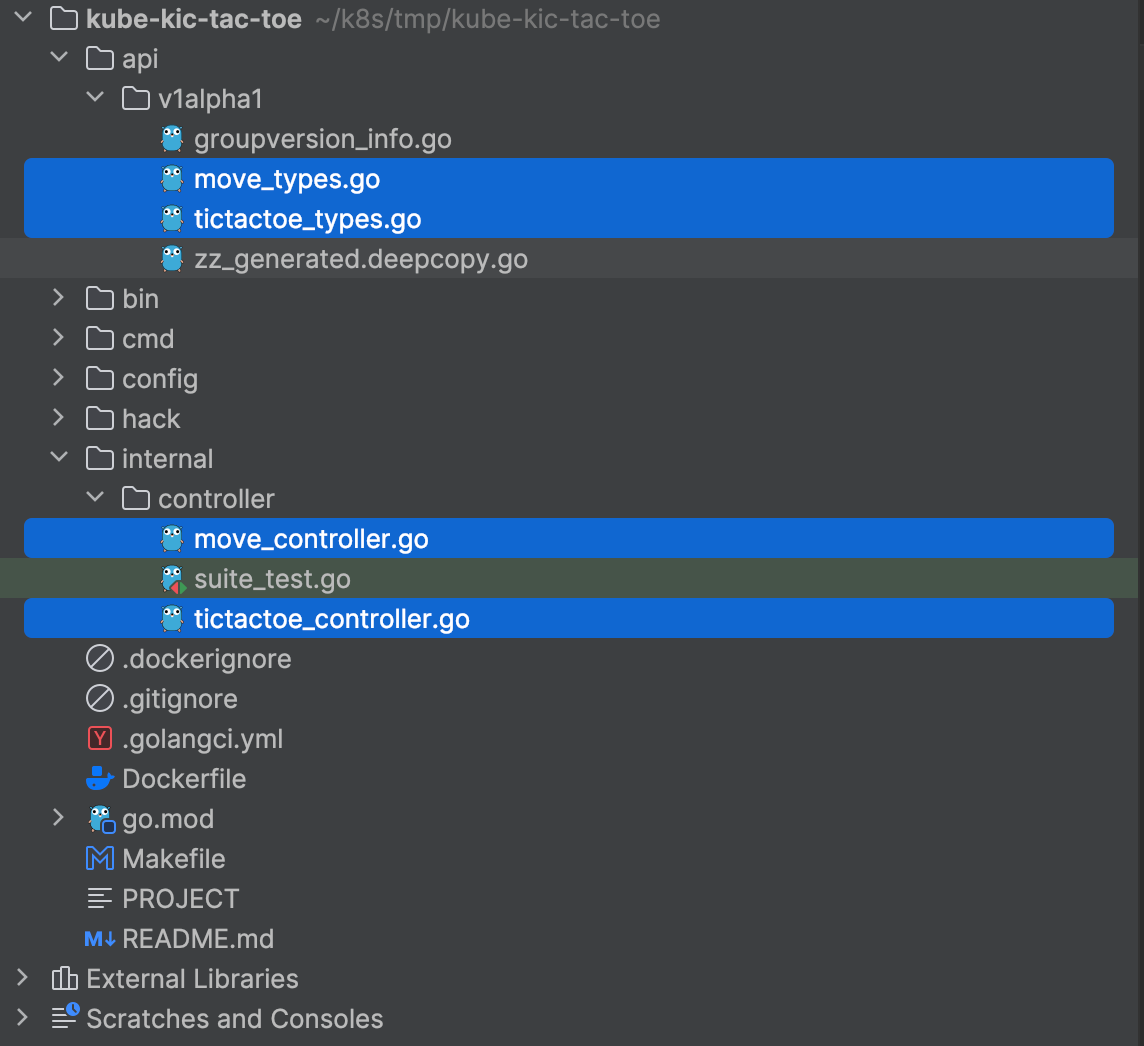 kube-kic-tac-toe ~/k8s/tmp/kube-kic-tac-toe
api
v1alpha1
groupversion_info.go
move_types.go
tictactoe_types.go
zz_generated.deepcopy.go
bin
cmd
config
hack
internal
controller
move_controller.go
suite_test.go
tictactoe_controller.go
.dockerignore
.gitignore
Y .golangci.yml
Dockerfile
go.mod
M Makefile
PROJECT
M↓ README.md
External Libraries
Scratches and Consoles